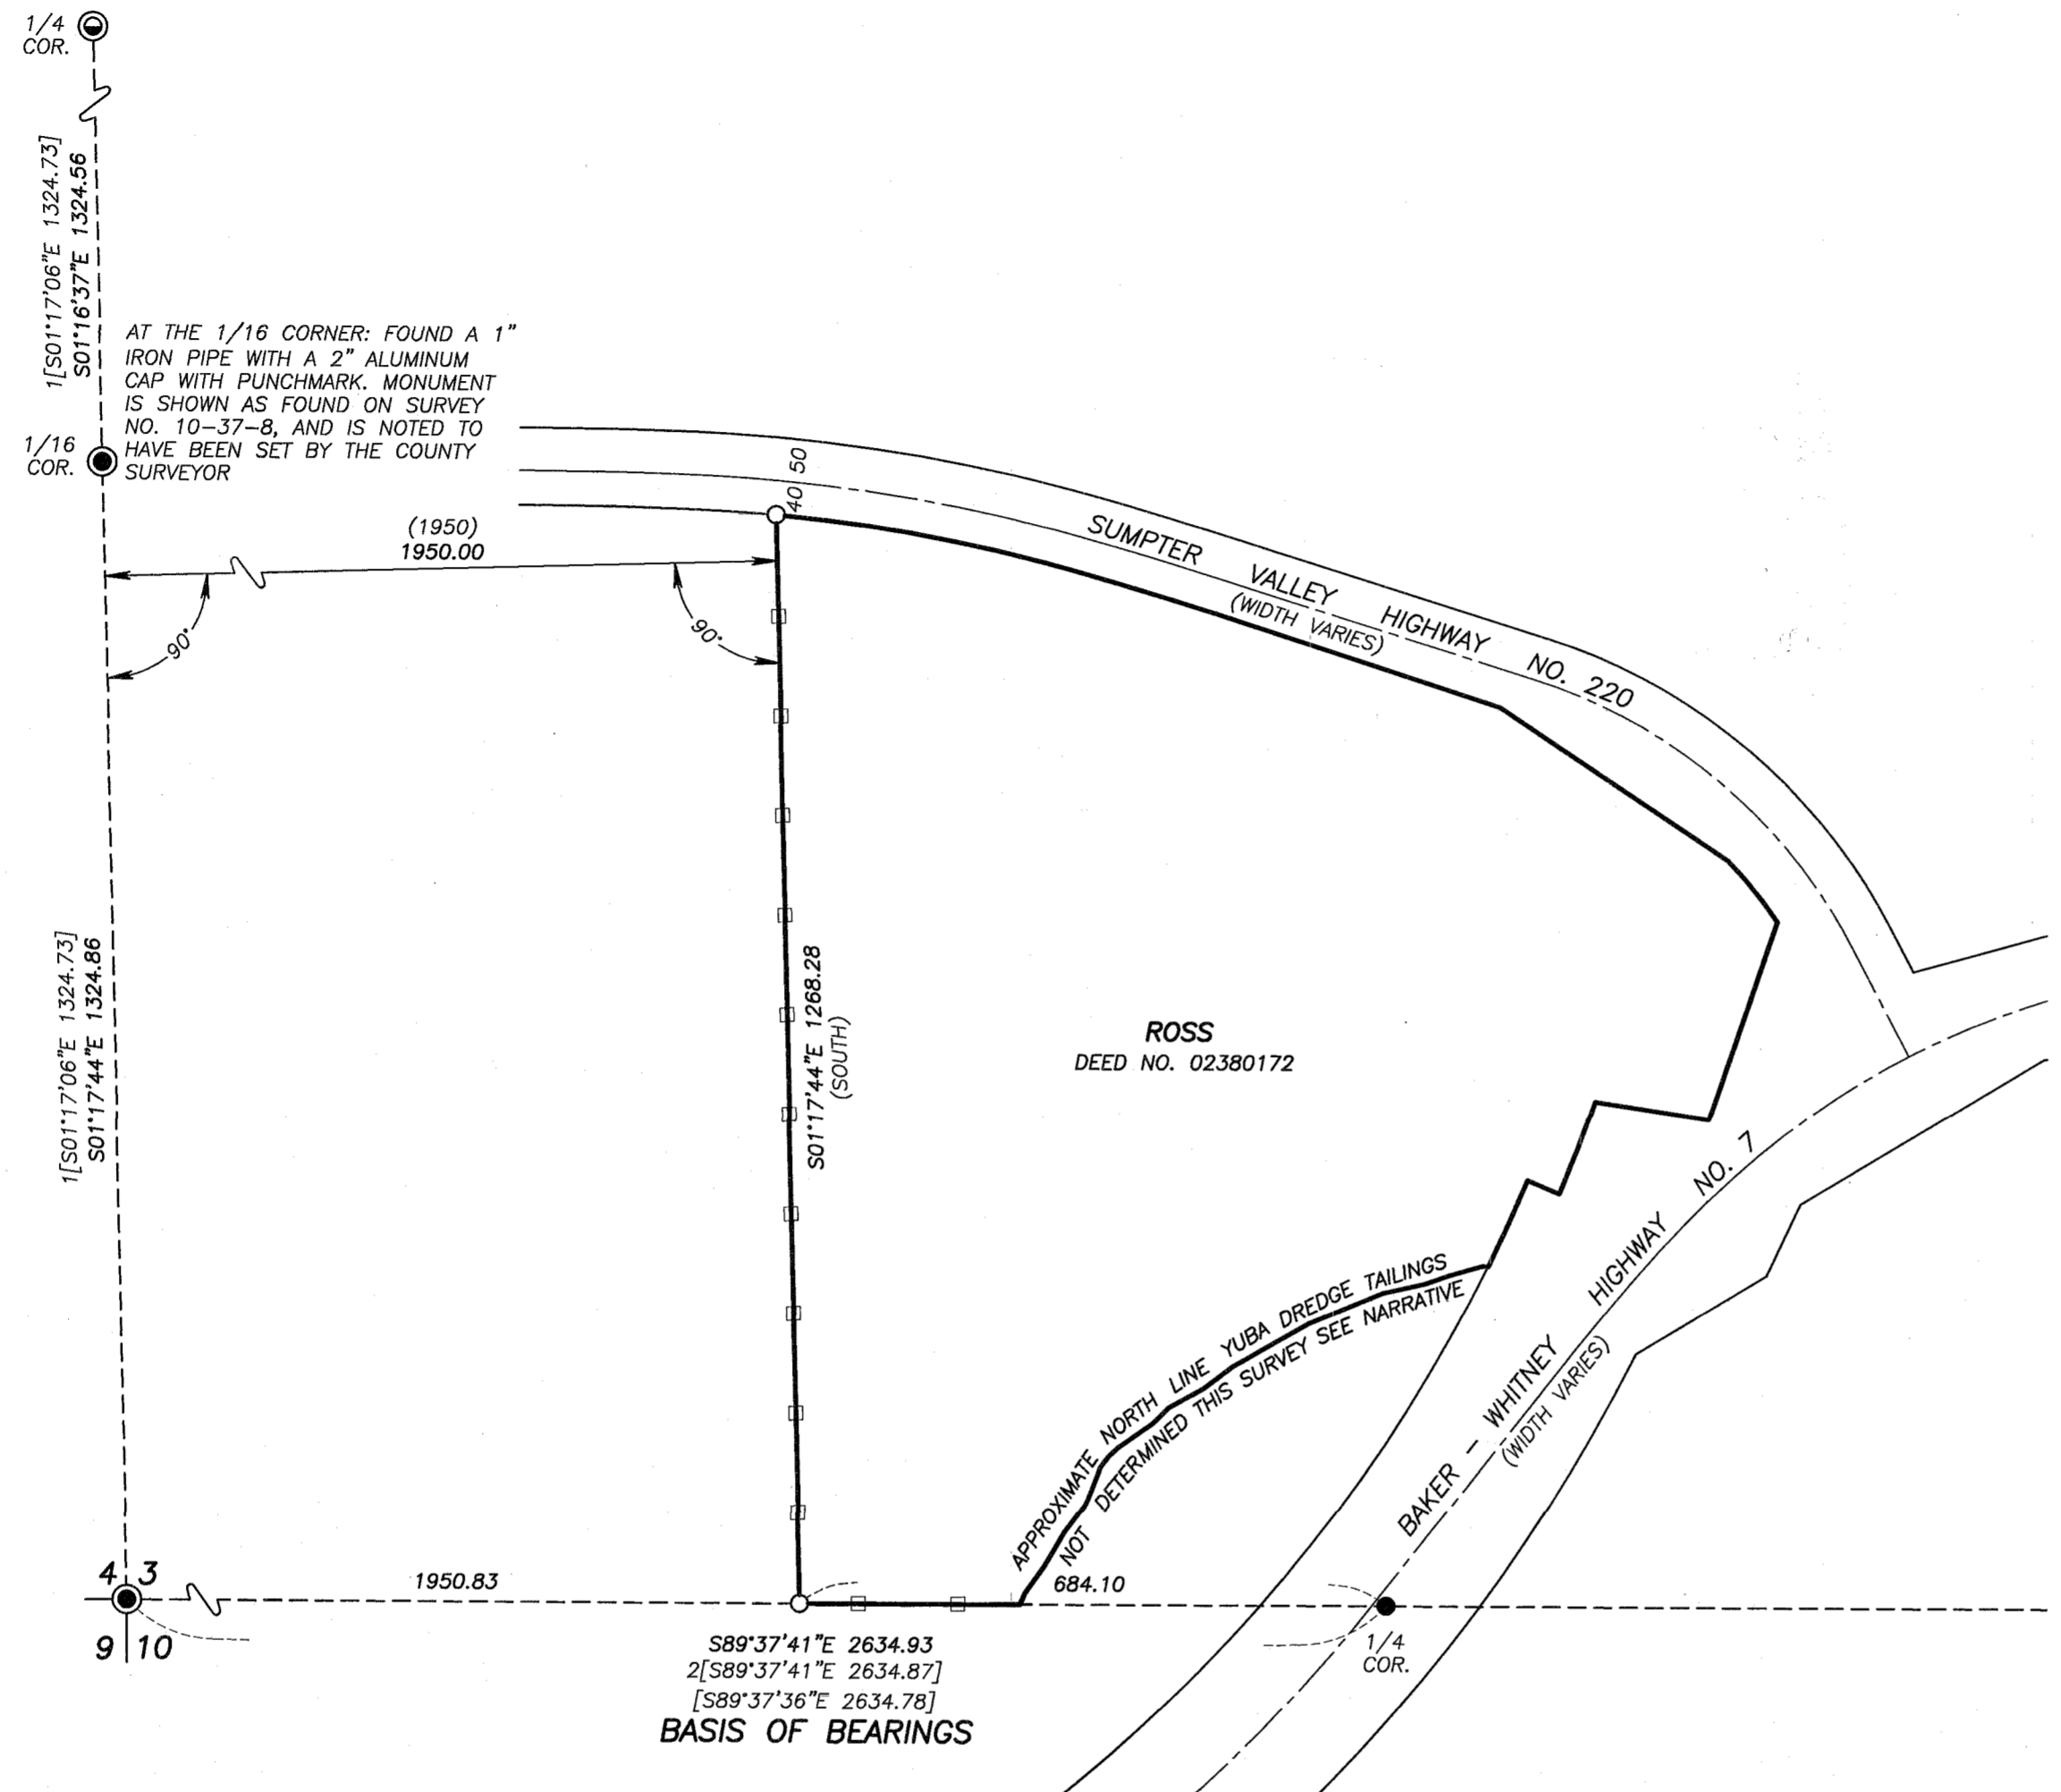 1/4
COR.
1[S01°17'06"E 1324.73]
S01°16'37"E 1324.56
AT THE 1/16 CORNER: FOUND A 1"
IRON PIPE WITH A 2" ALUMINUM
CAP WITH PUNCHMARK. MONUMENT
IS SHOWN AS FOUND ON SURVEY
NO. 10-37-8, AND IS NOTED TO
HAVE BEEN SET BY THE COUNTY
SURVEYOR
1/16
COR.
50
40
(1950)
1950.00
90°
90°
SUMPTER VALLEY HIGHWAY NO. 220
(WIDTH VARIES)
1[S01°17'06"E 1324.73]
S01°17'44"E 1324.86
S01°17'44"E 1268.28
(SOUTH)
ROSS
DEED NO. 02380172
APPROXIMATE NORTH LINE YUBA DREDGE TAILINGS
NOT DETERMINED THIS SURVEY SEE NARRATIVE
BAKER - WHITNEY HIGHWAY NO. 7
(WIDTH VARIES)
4 3
9 10
1950.83
684.10
1/4
COR.
S89°37'41"E 2634.93
2[S89°37'41"E 2634.87]
[S89°37'36"E 2634.78]
BASIS OF BEARINGS